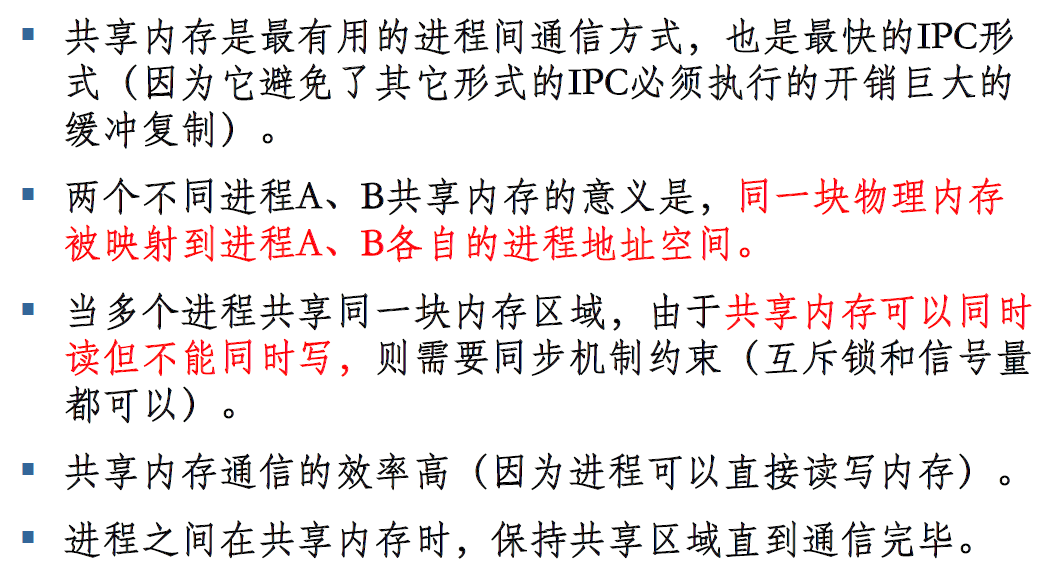 共享内存是最有用的进程间通信方式，也是最快的IPC形
式（因为它避免了其它形式的IPC必须执行的开销巨大的
缓冲复制）。
两个不同进程A、B共享内存的意义是，同一块物理内存
被映射到进程A、B各自的进程地址空间。
当多个进程共享同一块内存区域，由于共享内存可以同时
读但不能同时写，则需要同步机制约束（互斥锁和信号量
都可以）。
共享内存通信的效率高（因为进程可以直接读写内存）。
进程之间在共享内存时，保持共享区域直到通信完毕。